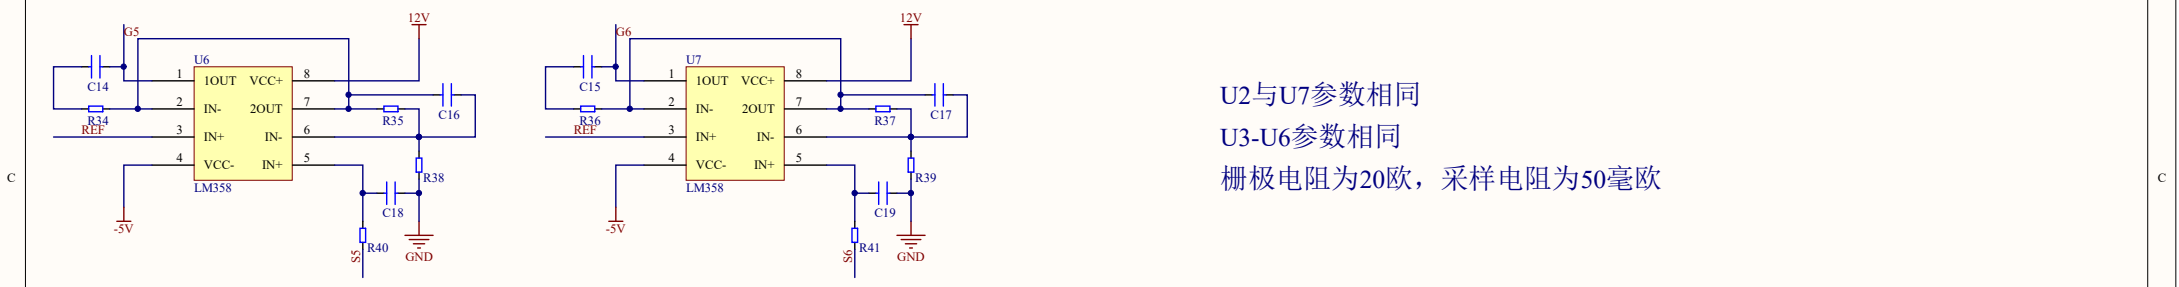 12V
12V
G5
G6
U6
U7
C14
1
1OUT
VCC+
8
C15
1
1OUT
VCC+
8
R34
2
IN-
2OUT
7
R35
C16
R36
2
IN-
2OUT
7
R37
C17
REF
3
IN+
IN-
6
REF
3
IN+
IN-
6
4
VCC-
IN+
5
4
VCC-
IN+
5
LM358
R38
LM358
R39
C18
C19
-5V
-5V
S5
R40
GND
S6
R41
GND
U2与U7参数相同
U3-U6参数相同
栅极电阻为20欧，采样电阻为50毫欧
C
C